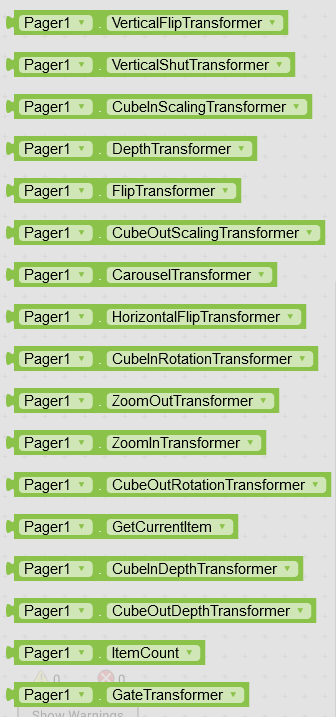 Pager1 . VerticalFlipTransformer
Pager1 . VerticalShutTransformer
Pager1 . CubeInScalingTransformer
Pager1 . DepthTransformer
Pager1 . FlipTransformer
Pager1 . CubeOutScalingTransformer
Pager1 . CarouselTransformer
Pager1 . HorizontalFlipTransformer
Pager1 . CubeInRotationTransformer
Pager1 . ZoomOutTransformer
Pager1 . ZoomInTransformer
Pager1 . CubeOutRotationTransformer
Pager1 . GetCurrentItem
Pager1 . CubeInDepthTransformer
Pager1 . CubeOutDepthTransformer
Pager1 . ItemCount
0 0
Pager1 . GateTransformer
Show Warnings